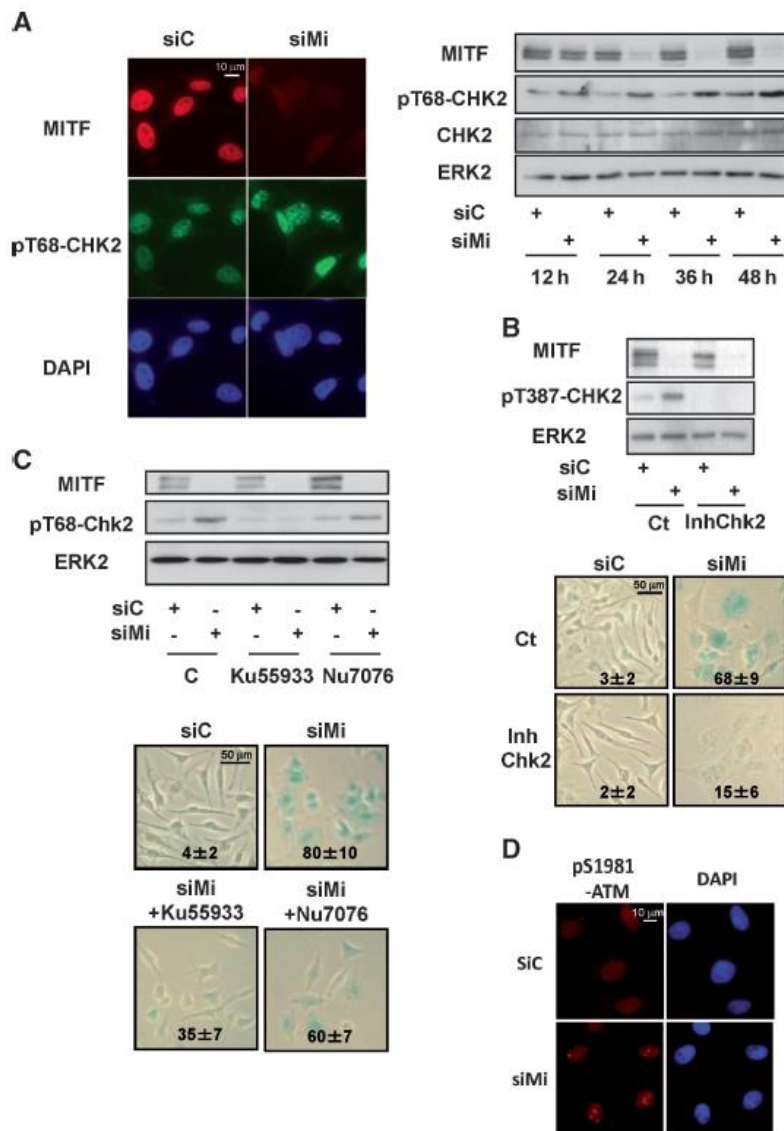 A
siC siMi
10 µm
MITF
pT68-CHK2
DAPI
MITF
pT68-CHK2
CHK2
ERK2
siC + + + +
siMi + + + +
12 h 24 h 36 h 48 h
B
MITF
pT387-CHK2
ERK2
siC + +
siMi + +
Ct InhChk2
siC siMi
50 µm
Ct
3±2 68±9
Inh
Chk2
2±2 15±6
C
MITF
pT68-Chk2
ERK2
siC + - + - + -
siMi - + - + - +
C Ku55933 Nu7076
siC siMi
50 µm
4±2 80±10
siMi siMi
+Ku55933 +Nu7076
35±7 60±7
D
pS1981
-ATM DAPI
10 µm
SiC
siMi